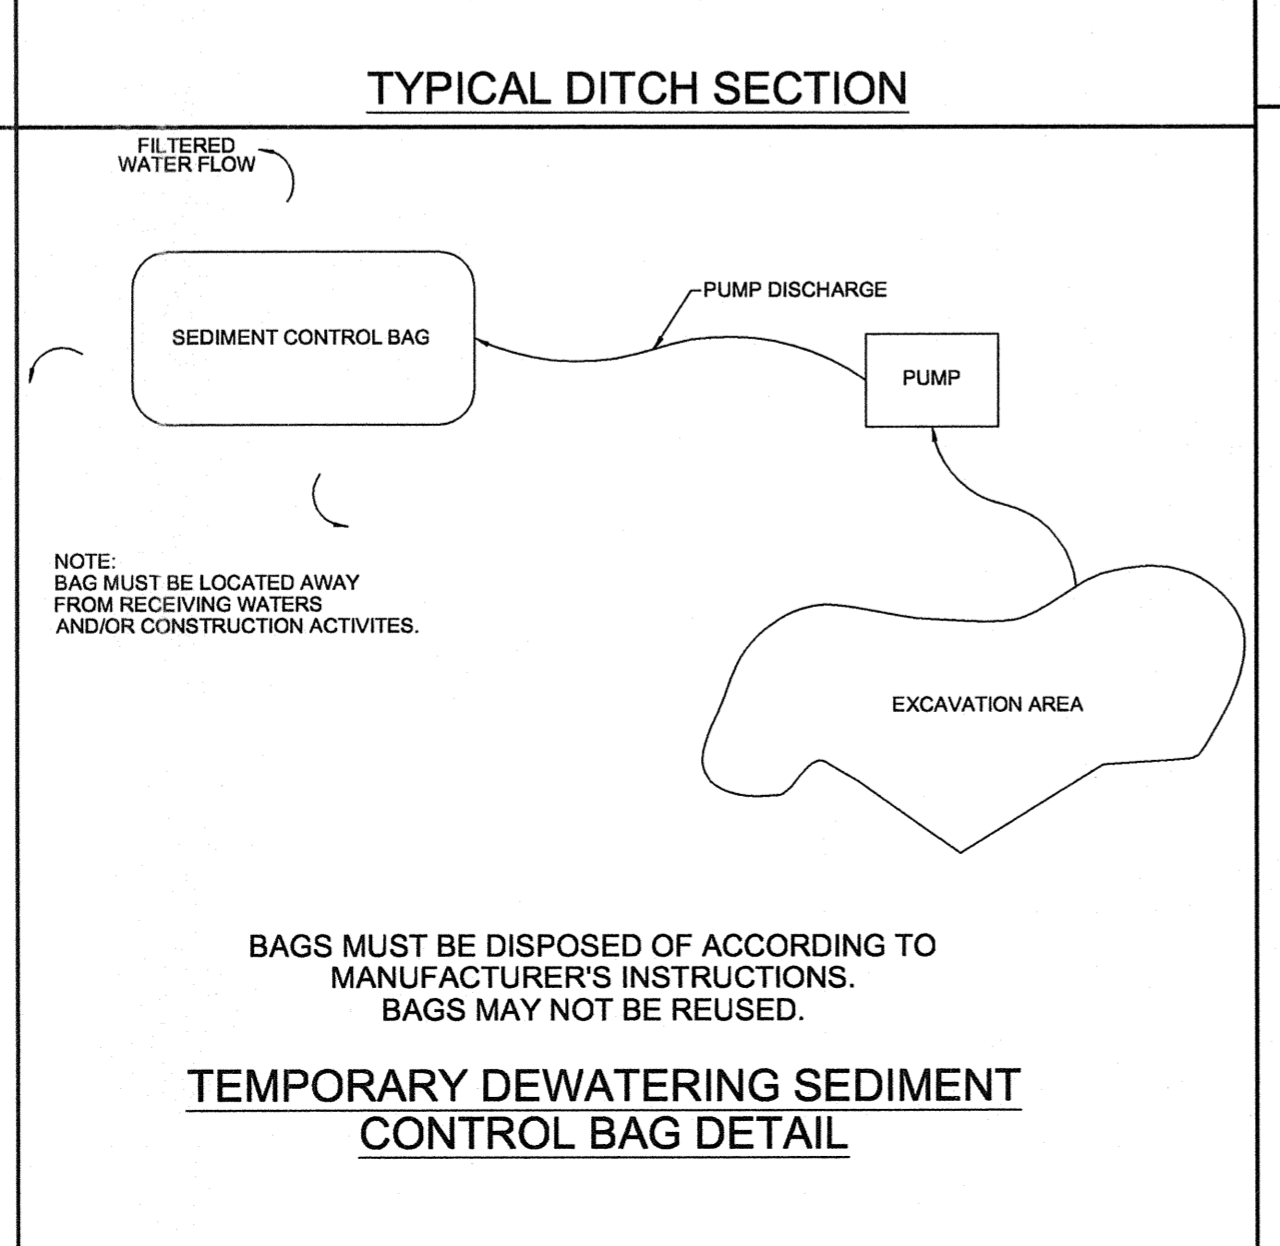 TYPICAL DITCH SECTION
FILTERED
WATER FLOW
PUMP DISCHARGE
SEDIMENT CONTROL BAG
PUMP
NOTE:
BAG MUST BE LOCATED AWAY
FROM RECEIVING WATERS
AND/OR CONSTRUCTION ACTIVITES.
EXCAVATION AREA
BAGS MUST BE DISPOSED OF ACCORDING TO
MANUFACTURER'S INSTRUCTIONS.
BAGS MAY NOT BE REUSED.
TEMPORARY DEWATERING SEDIMENT
CONTROL BAG DETAIL